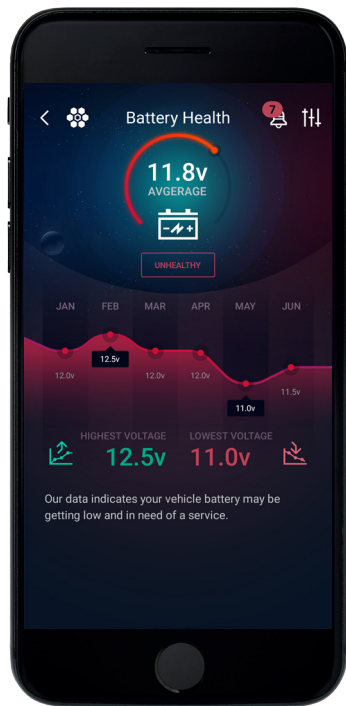 Battery Health
7
11.8v
AVGERAGE
UNHEALTHY
JAN FEB MAR APR MAY JUN
12.5v
12.0v 12.0v 12.0v
11.5v
11.0v
HIGHEST VOLTAGE LOWEST VOLTAGE
12.5v 11.0v
Our data indicates your vehicle battery may be
getting low and in need of a service.